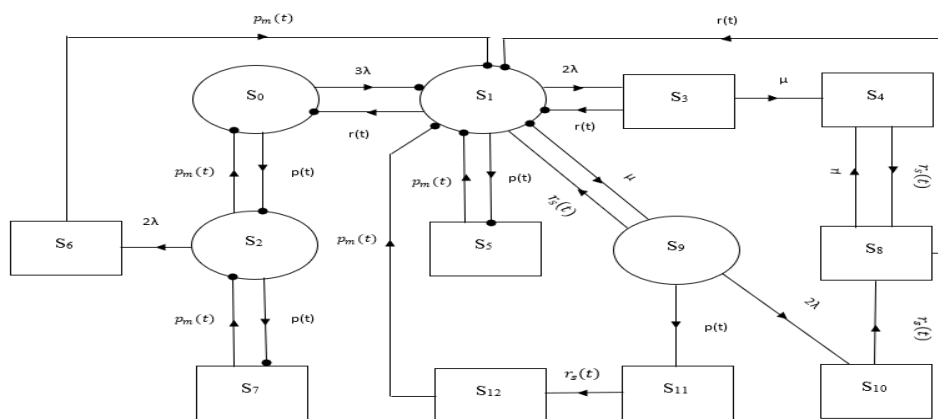 pₘ(t)
r(t)
3λ
2λ
μ
S₀
S₁
S₃
S₄
r(t)
r(t)
pₘ(t)
p(t)
pₘ(t)
p(t)
μ
rₛ(t)
μ
rₛ(t)
2λ
S₆
S₂
pₘ(t)
S₅
S₉
S₈
2λ
rₛ(t)
pₘ(t)
p(t)
p(t)
S₇
S₁₂
rₛ(t)
S₁₁
S₁₀